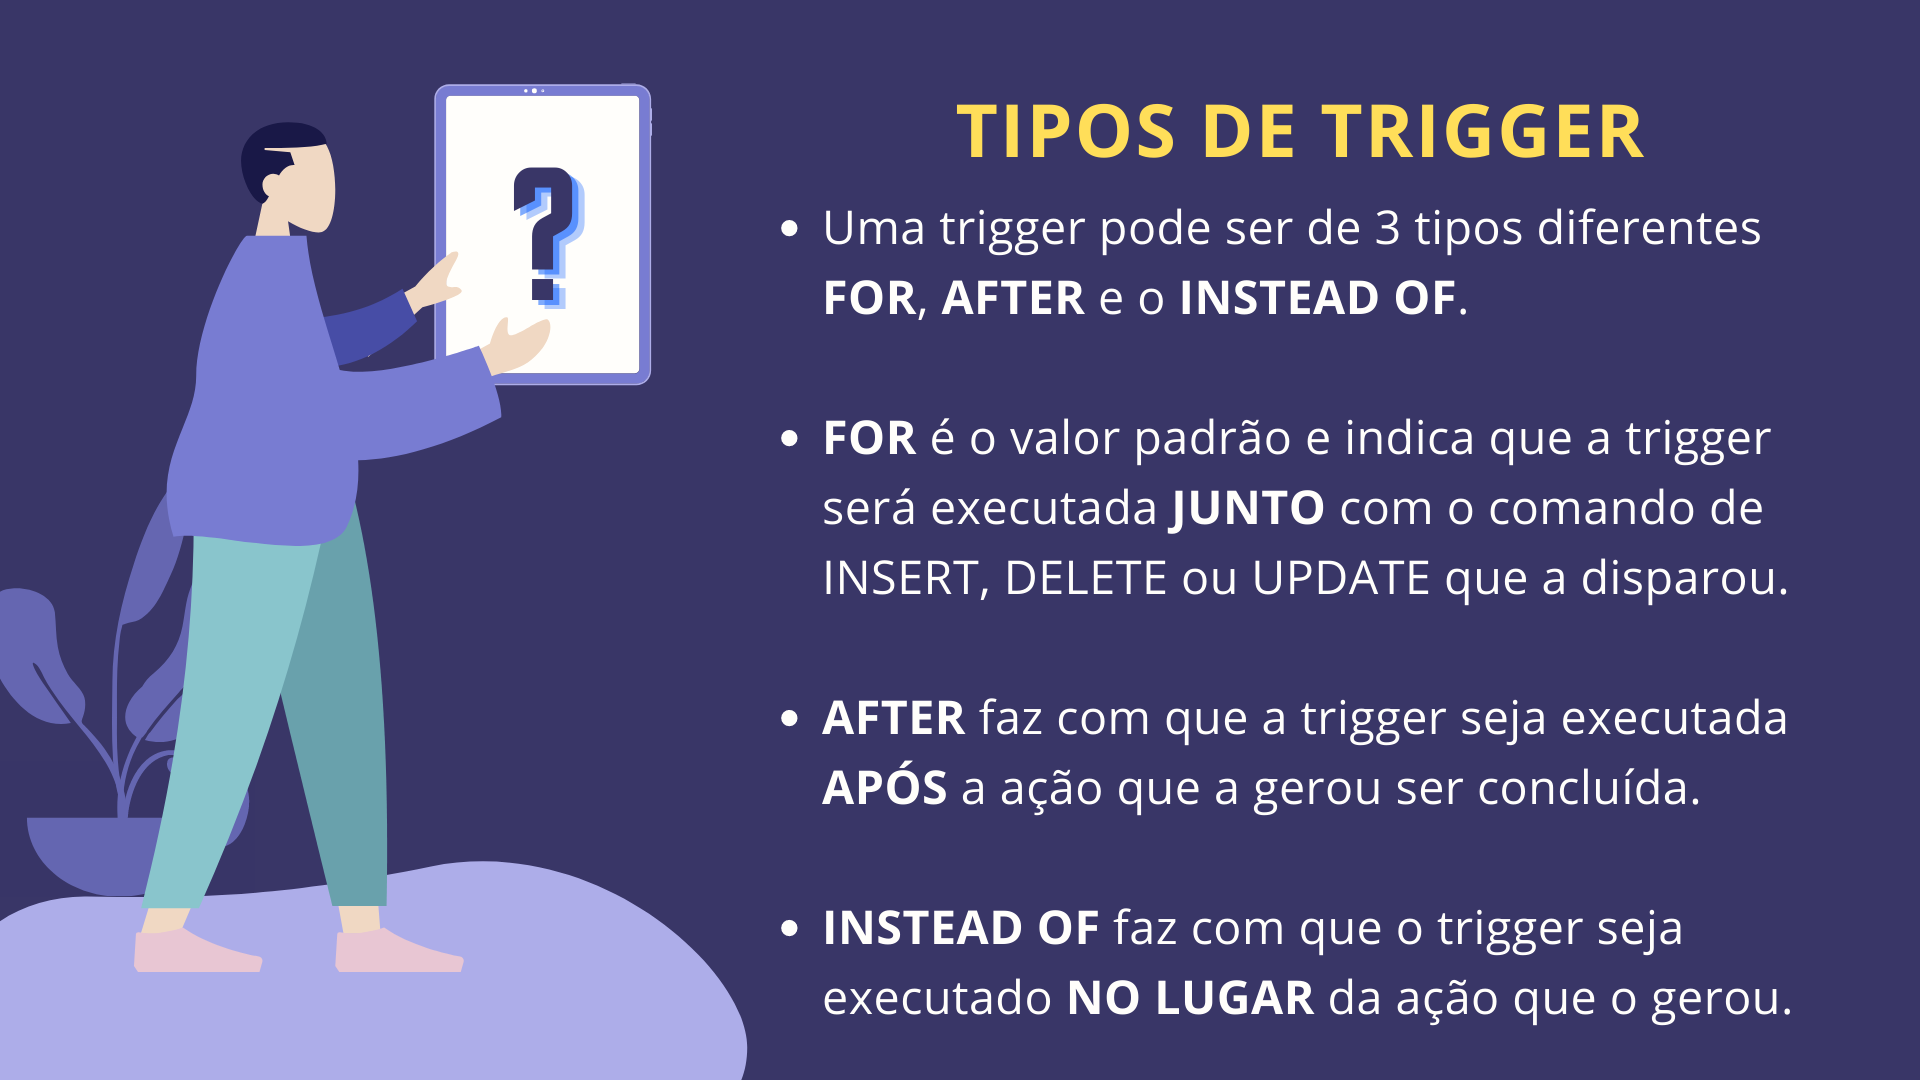 ?
TIPOS DE TRIGGER
• Uma trigger pode ser de 3 tipos diferentes
FOR, AFTER e o INSTEAD OF.
• FOR é o valor padrão e indica que a trigger
será executada JUNTO com o comando de
INSERT, DELETE ou UPDATE que a disparou.
• AFTER faz com que a trigger seja executada
APÓS a ação que a gerou ser concluída.
• INSTEAD OF faz com que o trigger seja
executado NO LUGAR da ação que o gerou.